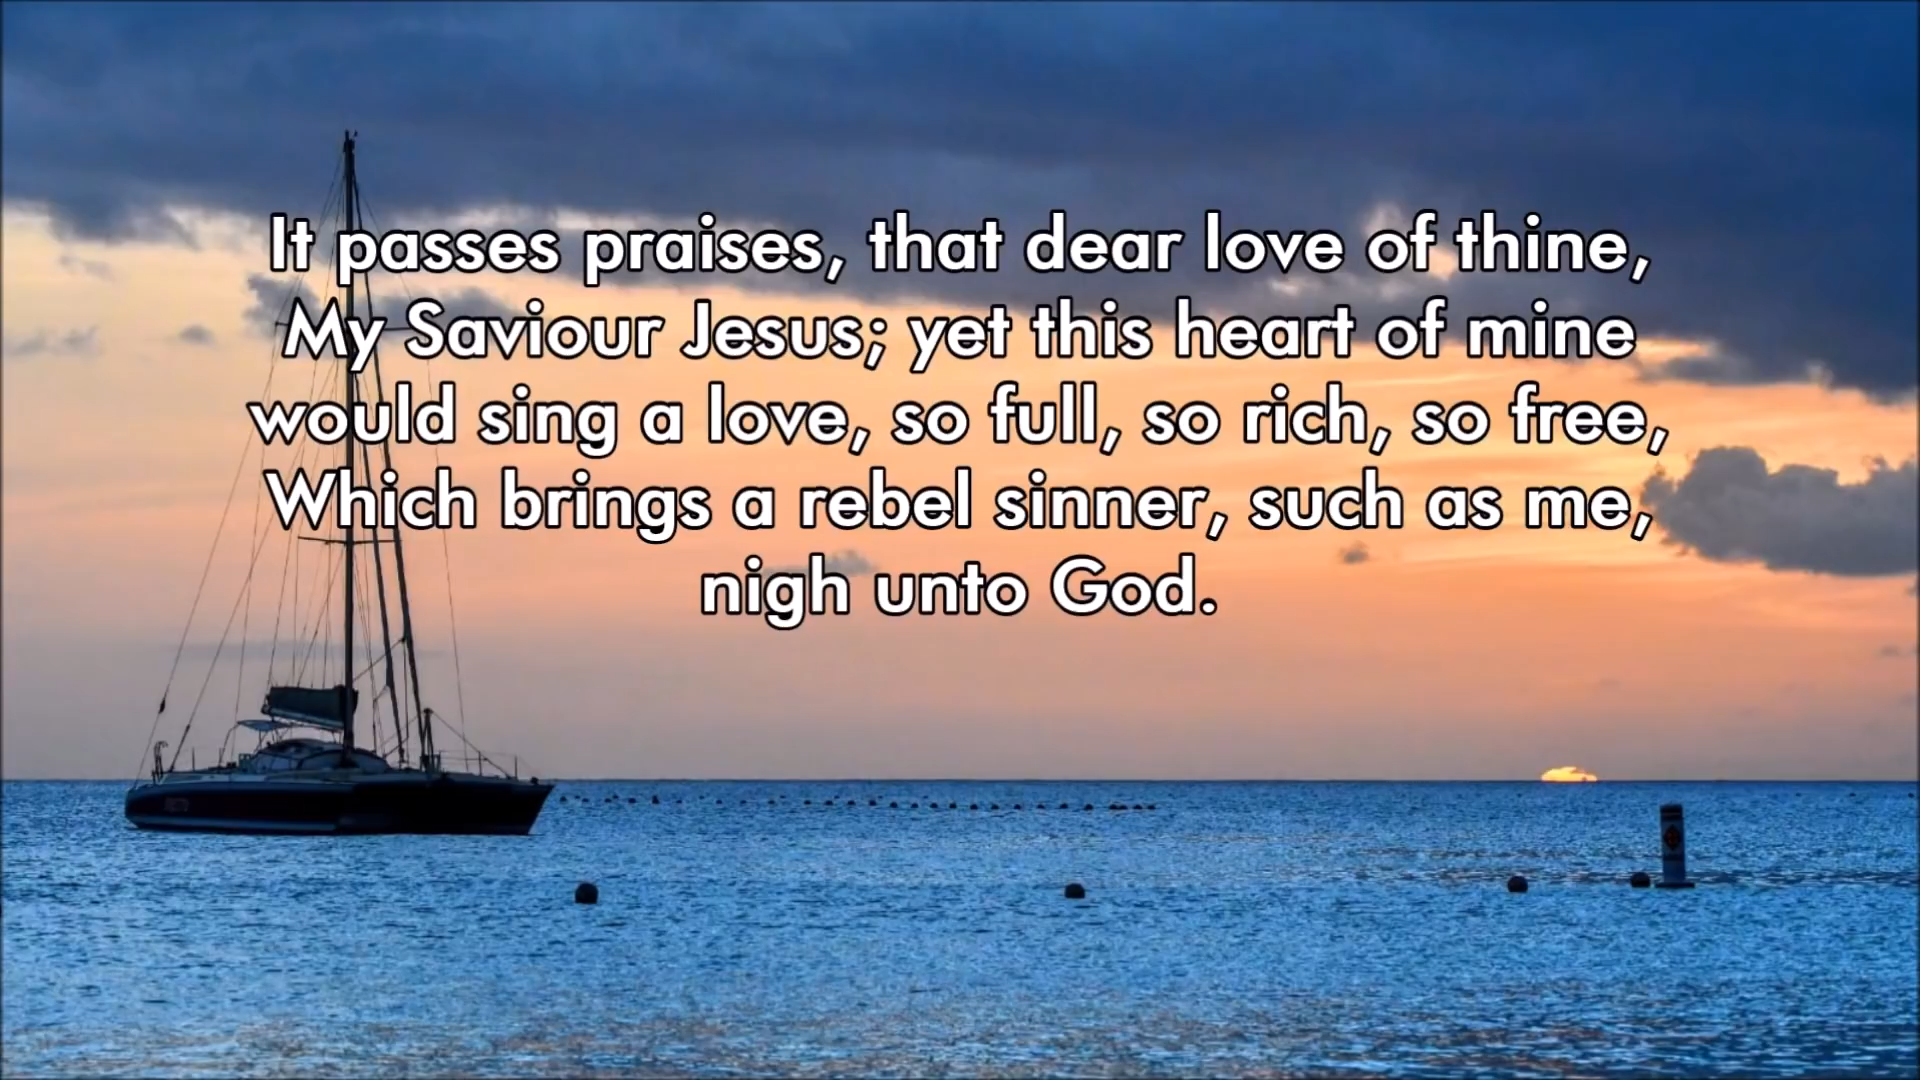 It passes praises, that dear love of thine,
My Saviour Jesus; yet this heart of mine
would sing a love, so full, so rich, so free,
Which brings a rebel sinner, such as me,
nigh unto God.